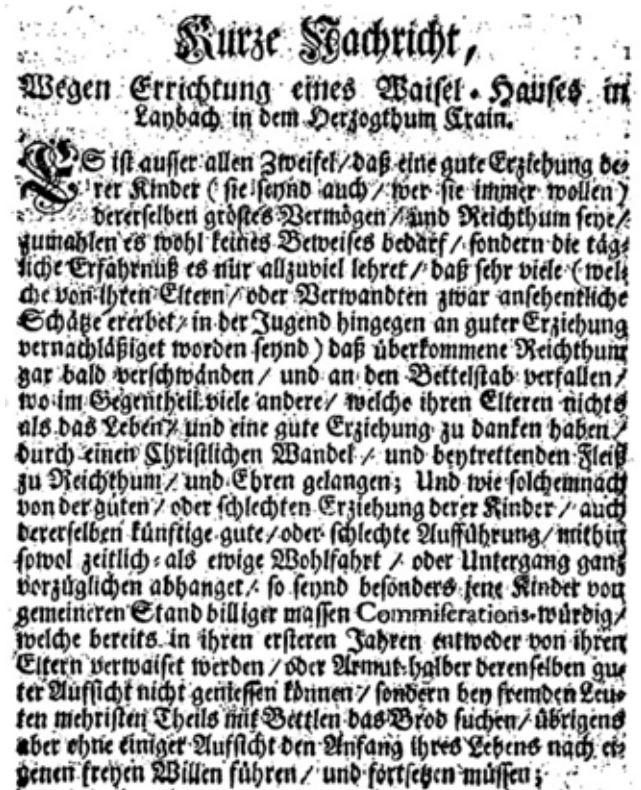 Kurze Nachricht,
Wegen Errichtung eines Waisel-Hauses in
Laybach in dem Herzogthum Crain.
ES ist ausser allen Zweifel/ daß eine gute Erziehung de-
rer Kinder ( sie seynd auch/ wer sie immer wollen )
dererselben gröstes Vermögen/ und Reichthum seye/
zumahlen es wohl keines Beweises bedarf/ sondern die täg-
liche Erfahrnuß es nur allzuviel lehret/ daß sehr viele ( wel-
che von ihren Eltern/ oder Verwandten zwar ansehentliche
Schätze ererbet/ in der Jugend hingegen an guter Erziehung
vernachläßiget worden seynd ) daß überkommene Reichthum
gar bald verschwänden/ und an den Bettelstab verfallen/
wo im Gegentheil viele andere/ welche ihren Elteren nichts
als das Leben/ und eine gute Erziehung zu danken haben/
durch einen Christlichen Wandel/ und beytrettenden Fleiß
zu Reichthum/ und Ehren gelangen; Und wie solchemnach
von der guten/ oder schlechten Erziehung derer Kinder/ auch
dererselben künftige gute/ oder schlechte Aufführung/ mithin
sowol zeitlich- als ewige Wohlfahrt/ oder Untergang ganz
vorzüglichen abhanget/ so seynd besonders jene Kinder von
gemeineren Stand billiger massen Commiserations-würdig/
welche bereits in ihren ersteren Jahren entweder von ihren
Eltern verwaiset werden/ oder Armut-halber derenselben gu-
ter Aufsicht nicht geniessen können/ sondern bey fremden Leu-
ten mehristen Theils mit Bettlen das Brod suchen/ übrigens
aber ohne einiger Aufsicht den Anfang ihres Lebens nach ei-
genen freyen Willen führen/ und fortsetzen müssen;